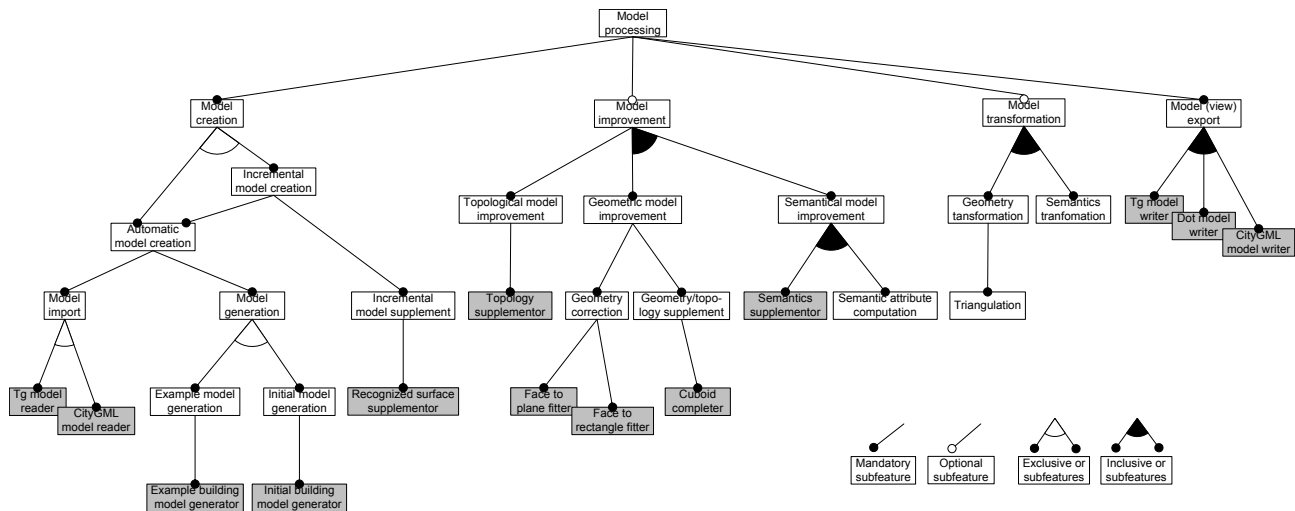 Model
processing
Model
creation
Model
improvement
Model
transformation
Model (view)
export
Incremental
model creation
Topological model
improvement
Geometric model
improvement
Semantical model
improvement
Geometry
tansformation
Semantics
tranfomation
Tg model
writer
Dot model
writer
CityGML
model writer
Automatic
model creation
Model
import
Model
generation
Incremental
model supplement
Topology
supplementor
Geometry
correction
Geometry/topo-
logy supplement
Semantics
supplementor
Semantic attribute
computation
Triangulation
Tg model
reader
CityGML
model reader
Example model
generation
Initial model
generation
Recognized surface
supplementor
Face to
plane fitter
Face to
rectangle fitter
Cuboid
completer
Example building
model generator
Initial building
model generator
Mandatory
subfeature
Optional
subfeature
Exclusive or
subfeatures
Inclusive or
subfeatures